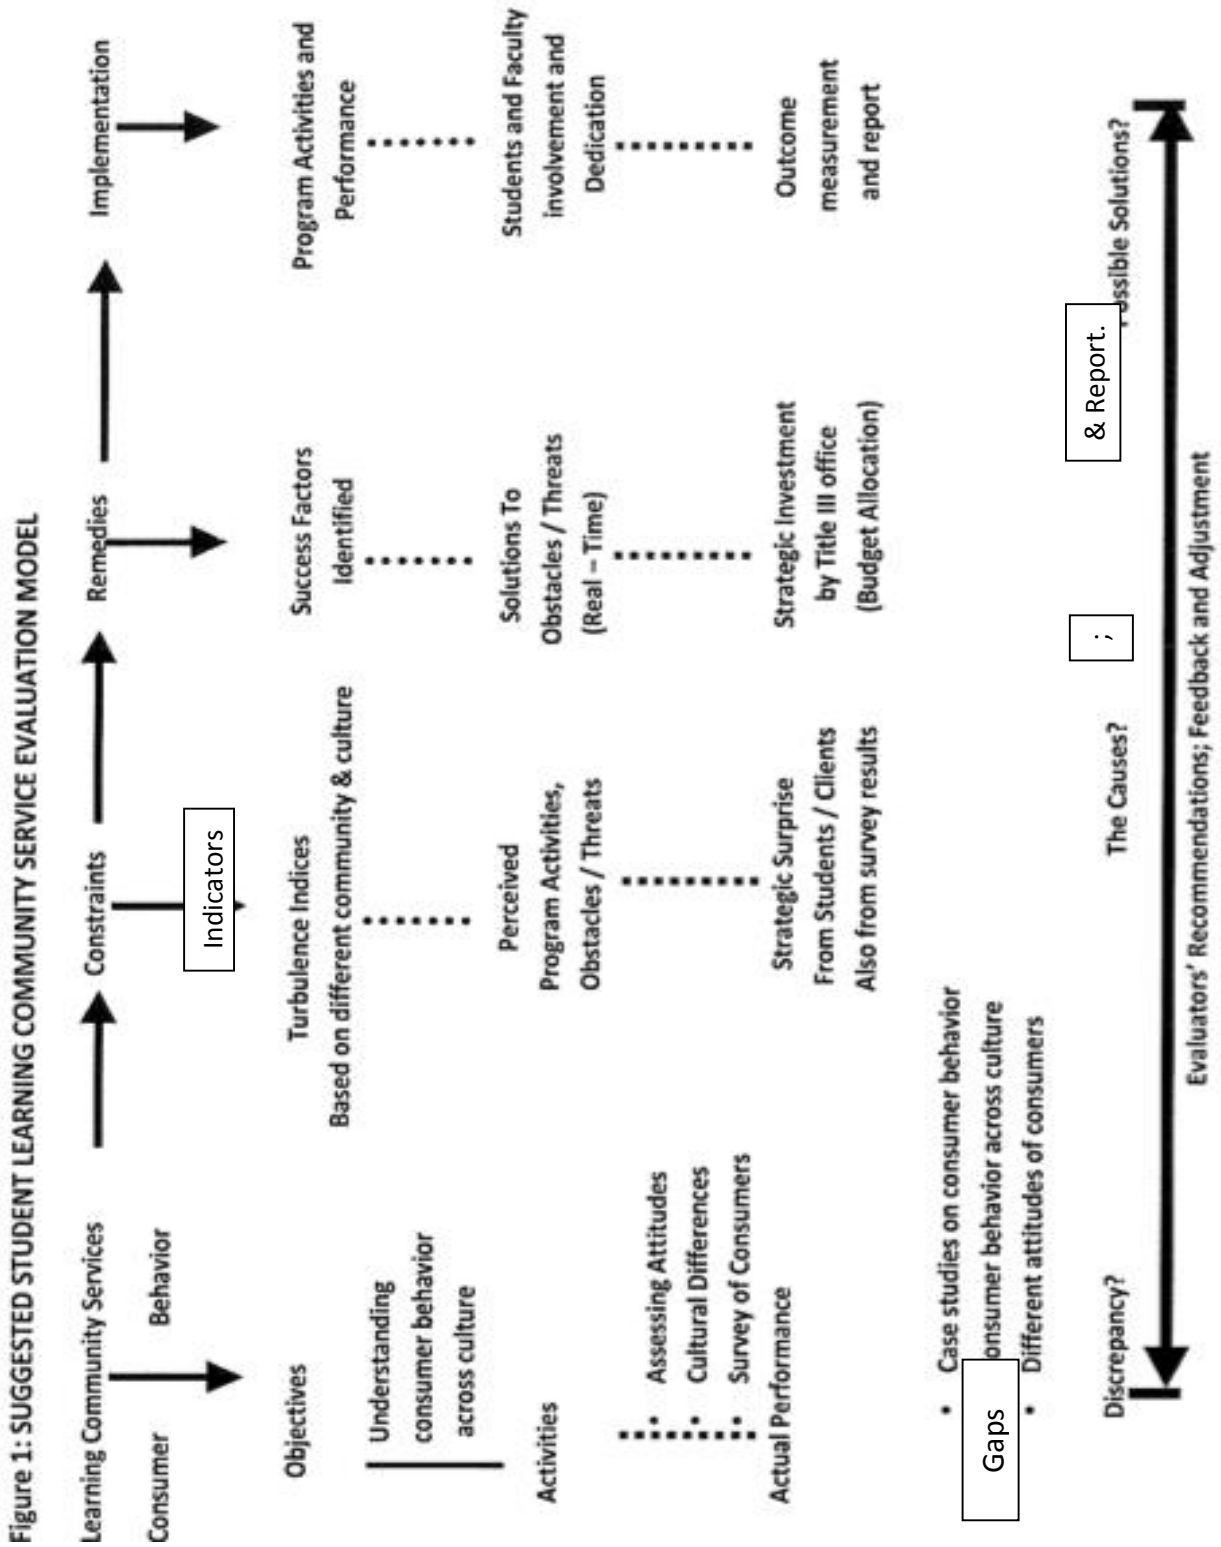 Figure 1: SUGGESTED STUDENT LEARNING COMMUNITY SERVICE EVALUATION MODEL
Learning Community Services
Consumer Behavior
Constraints
Remedies
Implementation
Indicators
Objectives
Understanding
consumer behavior
across culture
Activities
• Assessing Attitudes
• Cultural Differences
• Survey of Consumers
Actual Performance
• Case studies on consumer behavior
onsumer behavior across culture
• Different attitudes of consumers
Gaps
Turbulence Indices
Based on different community & culture
Perceived
Program Activities,
Obstacles / Threats
Strategic Surprise
From Students / Clients
Also from survey results
Success Factors
Identified
Solutions To
Obstacles / Threats
(Real – Time)
Strategic Investment
by Title III office
(Budget Allocation)
Program Activities and
Performance
Students and Faculty
involvement and
Dedication
Outcome
measurement
and report
Discrepancy?
The Causes?
;
& Report.
ossible Solutions?
Evaluators' Recommendations; Feedback and Adjustment